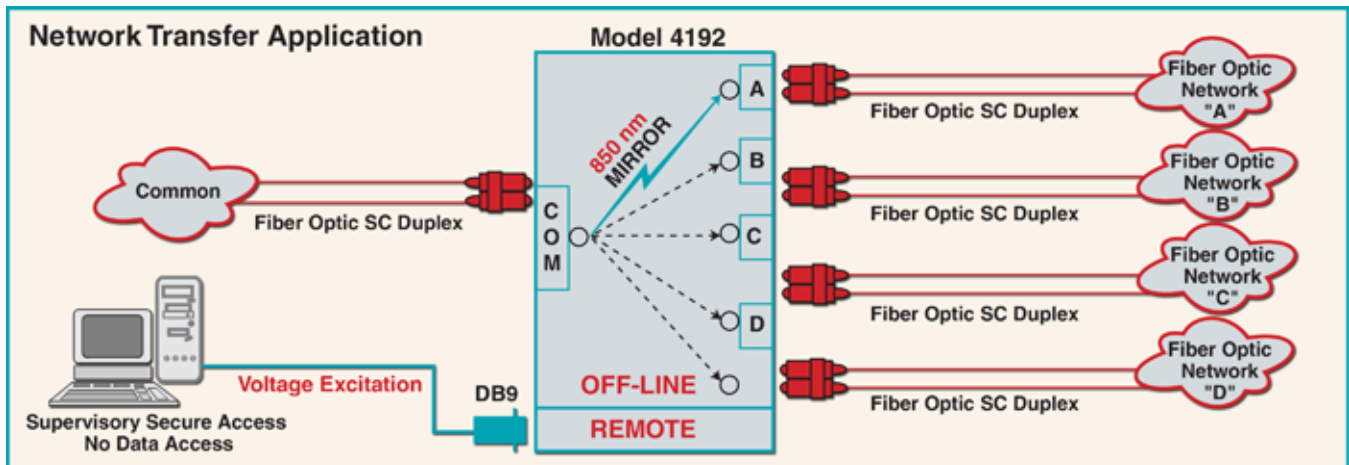 Network Transfer Application
Model 4192
Common
Fiber Optic SC Duplex
Supervisory Secure Access
No Data Access
Voltage Excitation
DB9
C
O
M
850 nm
MIRROR
A
B
C
D
OFF-LINE
REMOTE
Fiber Optic SC Duplex
Fiber Optic
Network
"A"
Fiber Optic SC Duplex
Fiber Optic
Network
"B"
Fiber Optic SC Duplex
Fiber Optic
Network
"C"
Fiber Optic SC Duplex
Fiber Optic
Network
"D"